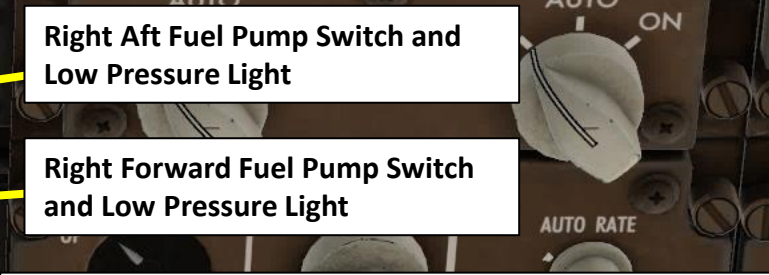 AUTO
AUTO
ON
Right Aft Fuel Pump Switch and
Low Pressure Light
Right Forward Fuel Pump Switch
and Low Pressure Light
AUTO RATE